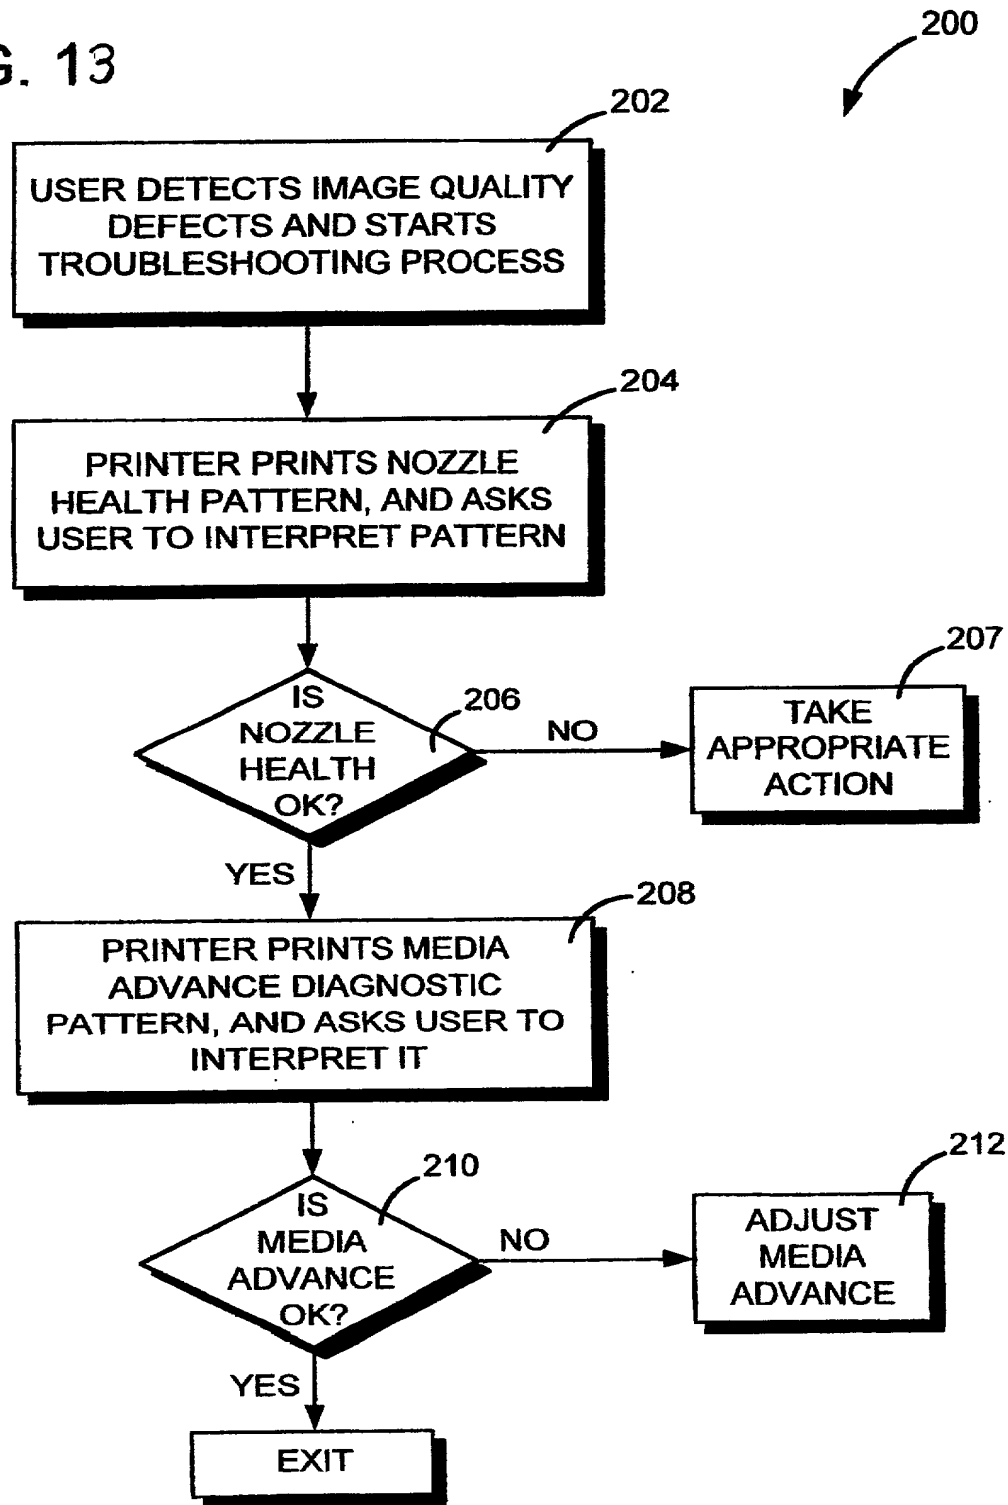 G. 13
200
202
USER DETECTS IMAGE QUALITY
DEFECTS AND STARTS
TROUBLESHOOTING PROCESS
204
PRINTER PRINTS NOZZLE
HEALTH PATTERN, AND ASKS
USER TO INTERPRET PATTERN
206
IS
NOZZLE
HEALTH
OK?
NO
207
TAKE
APPROPRIATE
ACTION
YES
208
PRINTER PRINTS MEDIA
ADVANCE DIAGNOSTIC
PATTERN, AND ASKS USER TO
INTERPRET IT
210
IS
MEDIA
ADVANCE
OK?
NO
212
ADJUST
MEDIA
ADVANCE
YES
EXIT